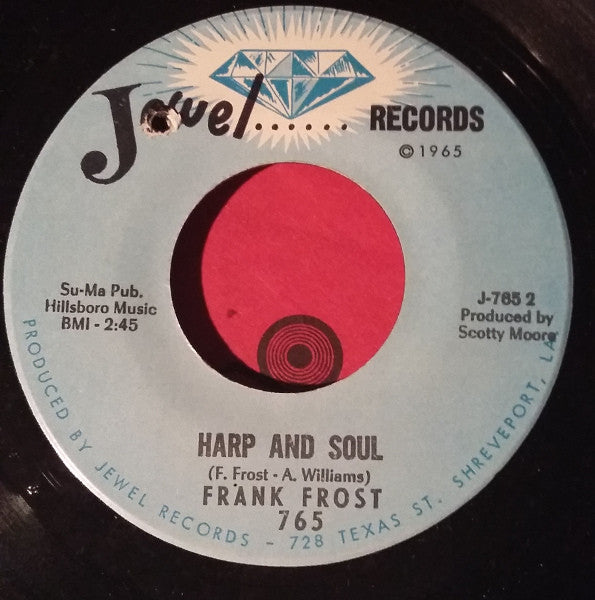 Jewel...... RECORDS
© 1965
Su-Ma Pub.
Hillsboro Music
BMI - 2:45
J-765 2
Produced by
Scotty Moore
HARP AND SOUL
(F. Frost - A. Williams)
FRANK FROST
765
PRODUCED BY JEWEL RECORDS - 728 TEXAS ST. SHREVEPORT, LA.